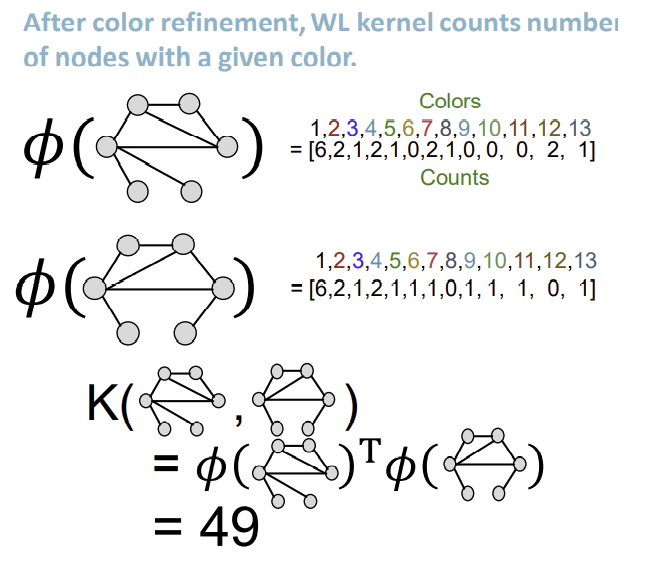 After color refinement, WL kernel counts number
of nodes with a given color.
Colors
1,2,3,4,5,6,7,8,9,10,11,12,13
ϕ( ) = [6,2,1,2,1,0,2,1,0,0, 0, 2, 1]
Counts
1,2,3,4,5,6,7,8,9,10,11,12,13
ϕ( ) = [6,2,1,2,1,1,1,0,1,1, 1, 0, 1]
K( , )
= ϕ( )ᵀϕ( )
= 49